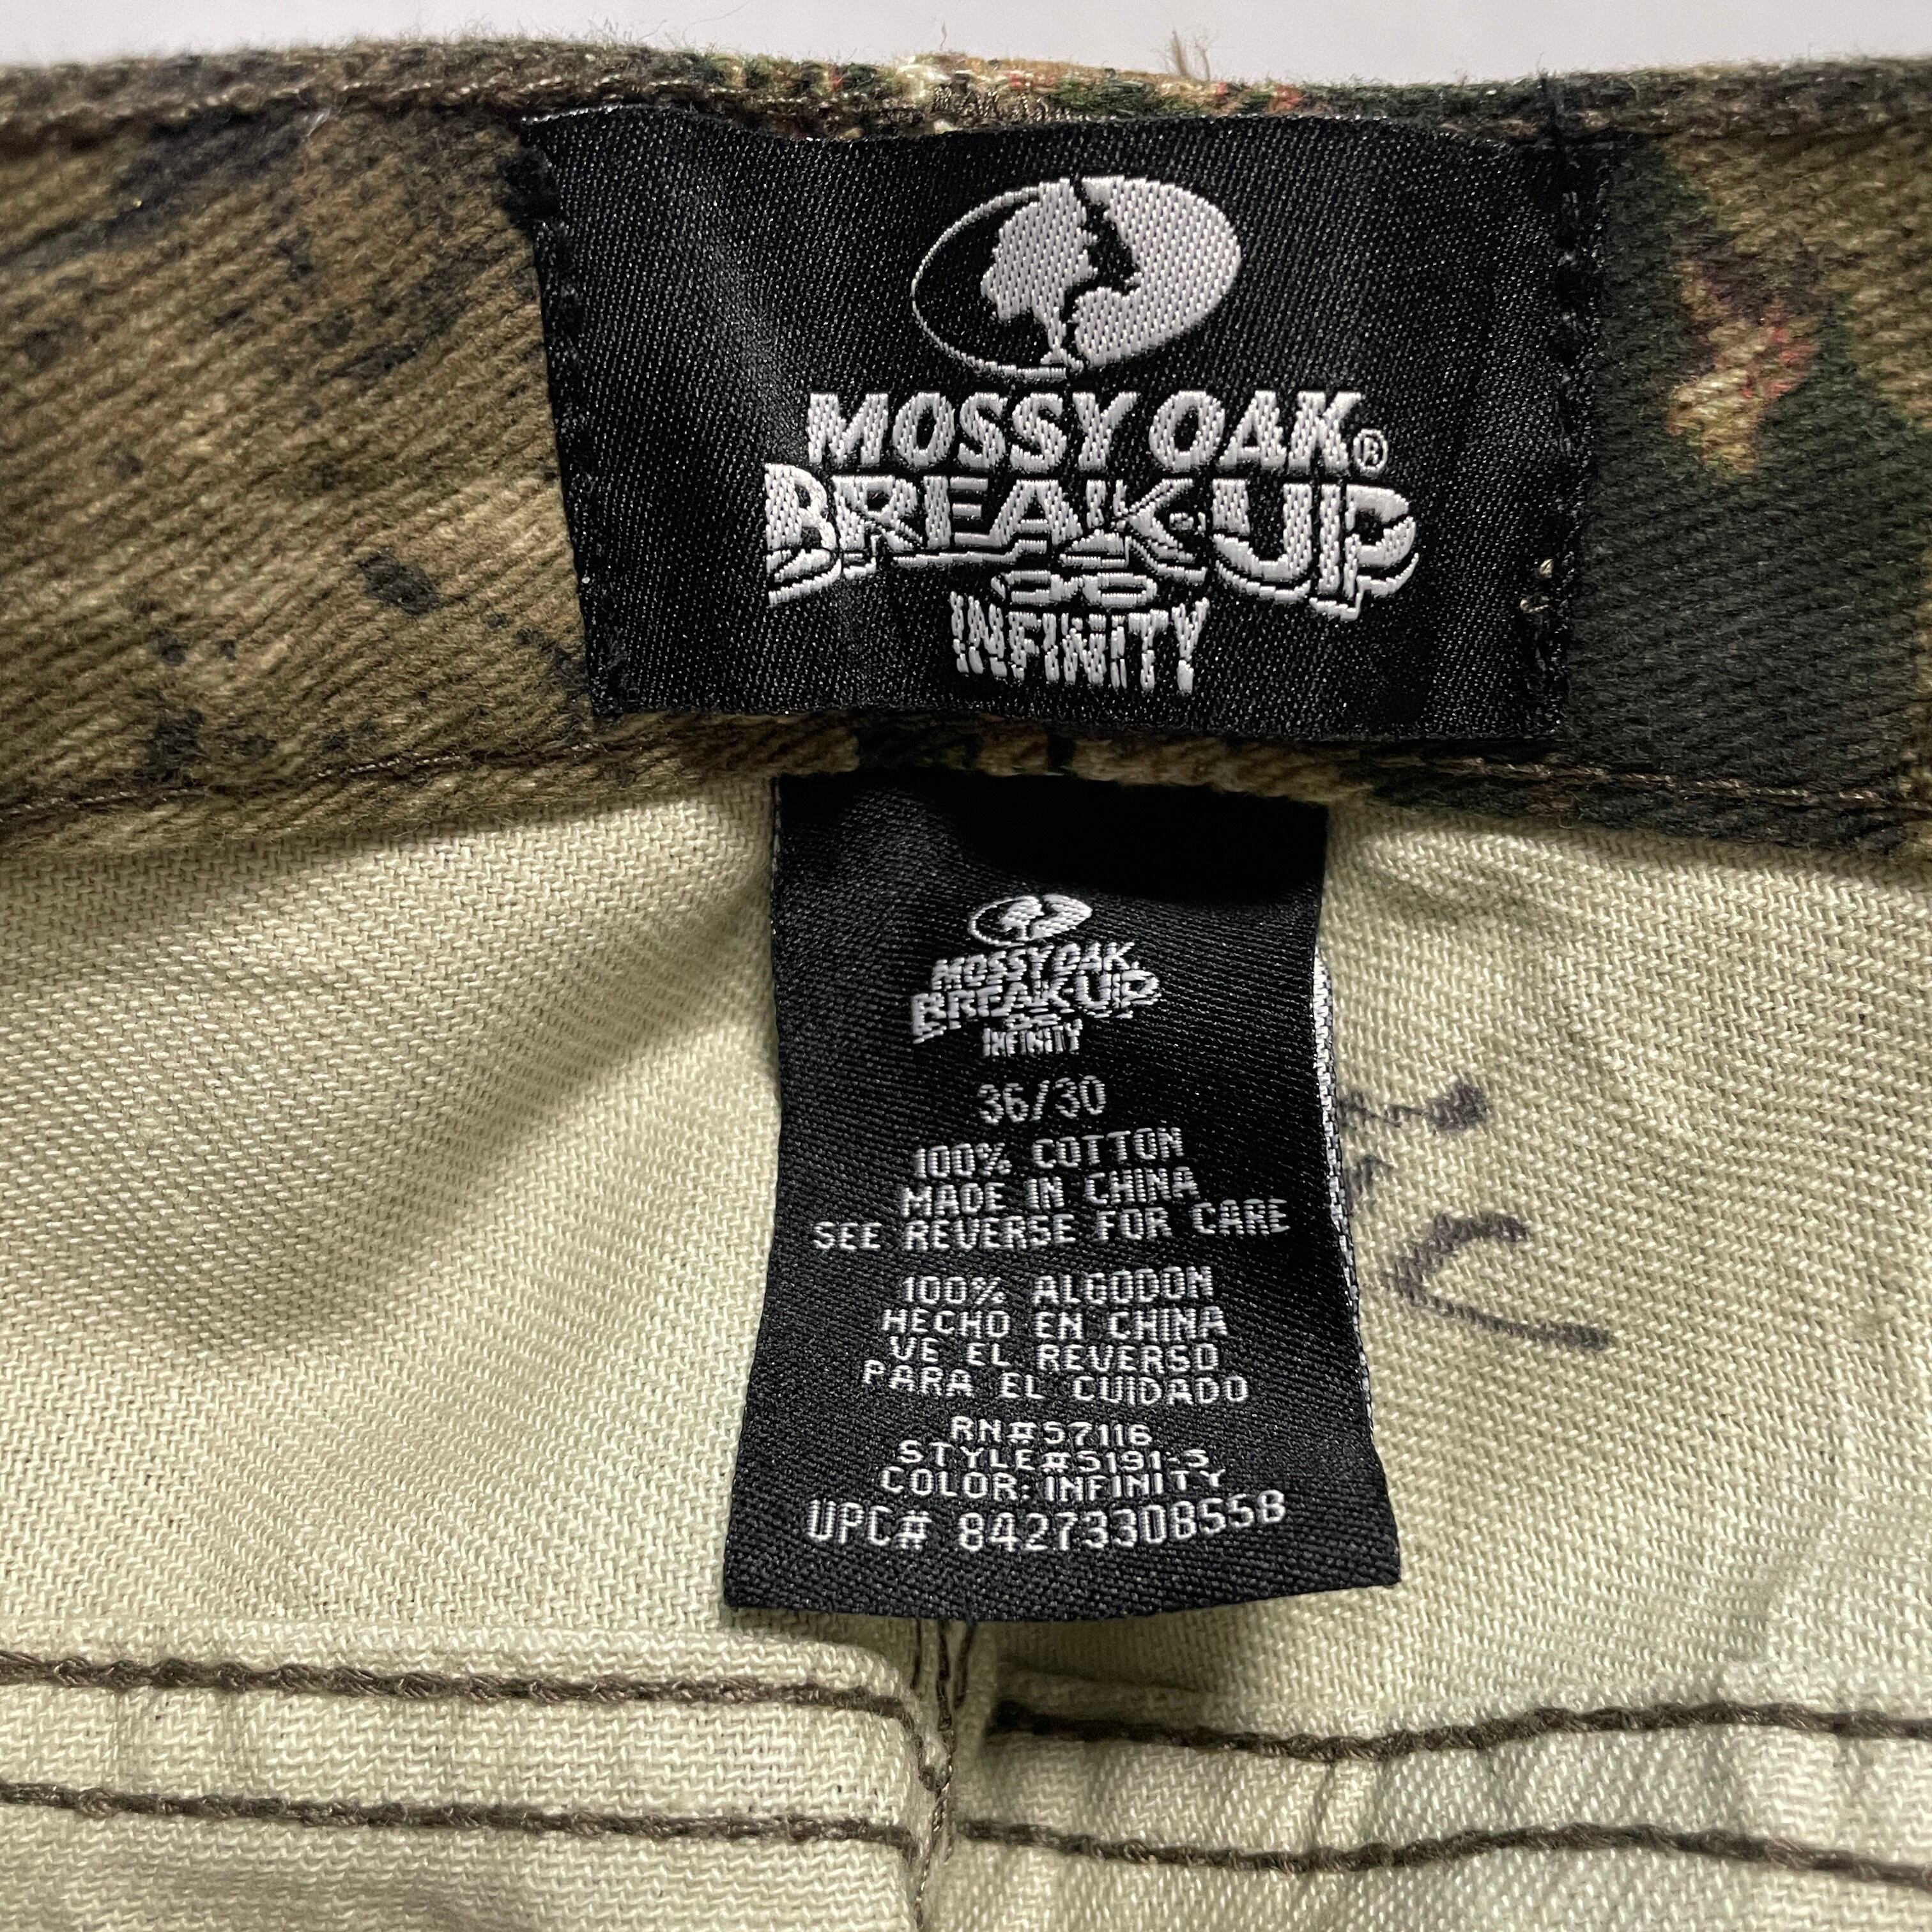 MOSSY OAK®
BREAK-UP
INFINITY
MOSSY OAK
BREAK-UP
INFINITY
36/30
100% COTTON
MADE IN CHINA
SEE REVERSE FOR CARE
100% ALGODON
HECHO EN CHINA
VE EL REVERSO
PARA EL CUIDADO
RN#57116
STYLE#5191-S
COLOR: INFINITY
UPC# 84273308558